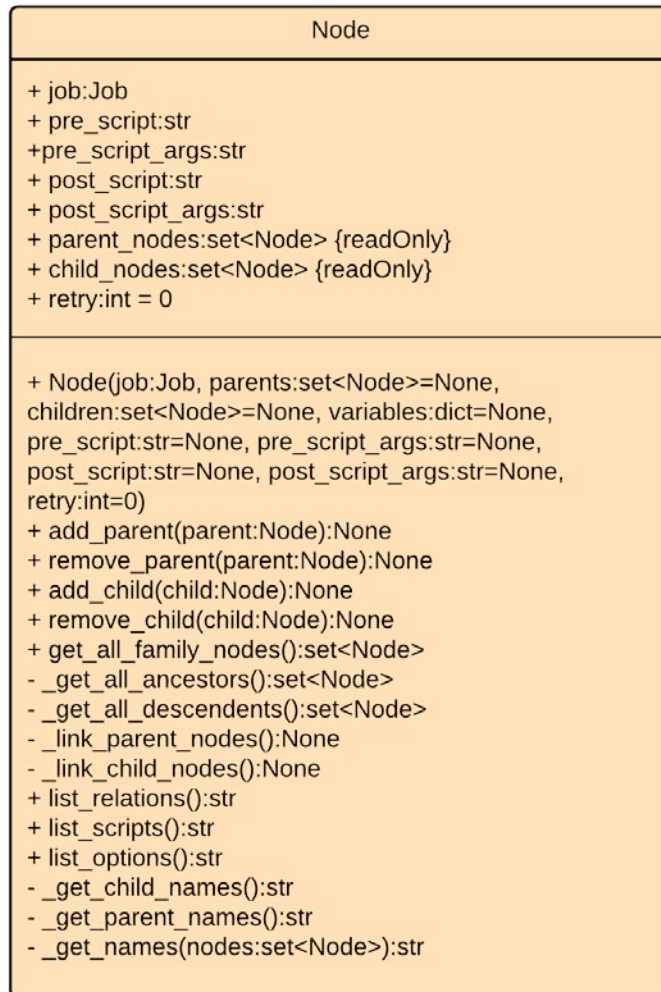 Node
+ job:Job
+ pre_script:str
+pre_script_args:str
+ post_script:str
+ post_script_args:str
+ parent_nodes:set<Node> {readOnly}
+ child_nodes:set<Node> {readOnly}
+ retry:int = 0
+ Node(job:Job, parents:set<Node>=None,
children:set<Node>=None, variables:dict=None,
pre_script:str=None, pre_script_args:str=None,
post_script:str=None, post_script_args:str=None,
retry:int=0)
+ add_parent(parent:Node):None
+ remove_parent(parent:Node):None
+ add_child(child:Node):None
+ remove_child(child:Node):None
+ get_all_family_nodes():set<Node>
- _get_all_ancestors():set<Node>
- _get_all_descendents():set<Node>
- _link_parent_nodes():None
- _link_child_nodes():None
+ list_relations():str
+ list_scripts():str
+ list_options():str
- _get_child_names():str
- _get_parent_names():str
- _get_names(nodes:set<Node>):str